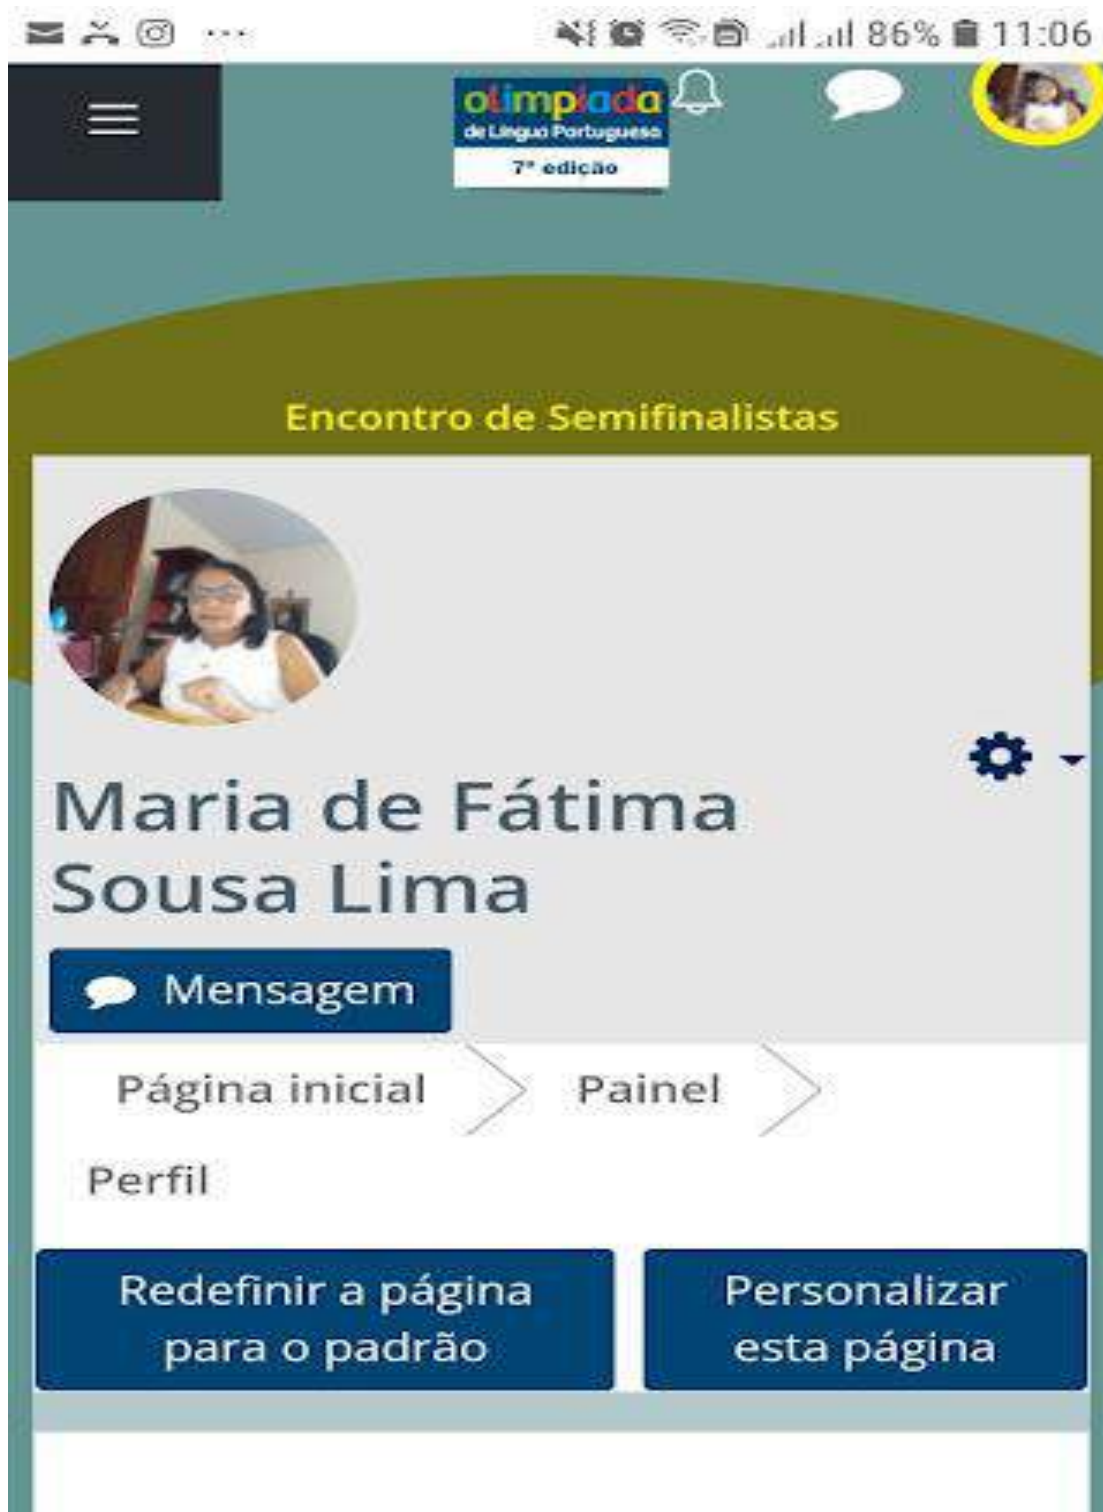 86% 11:06
olimpíada
de Língua Portuguesa
7ª edição
Encontro de Semifinalistas
Maria de Fátima
Sousa Lima
Mensagem
Página inicial Painel
Perfil
Redefinir a página
para o padrão
Personalizar
esta página